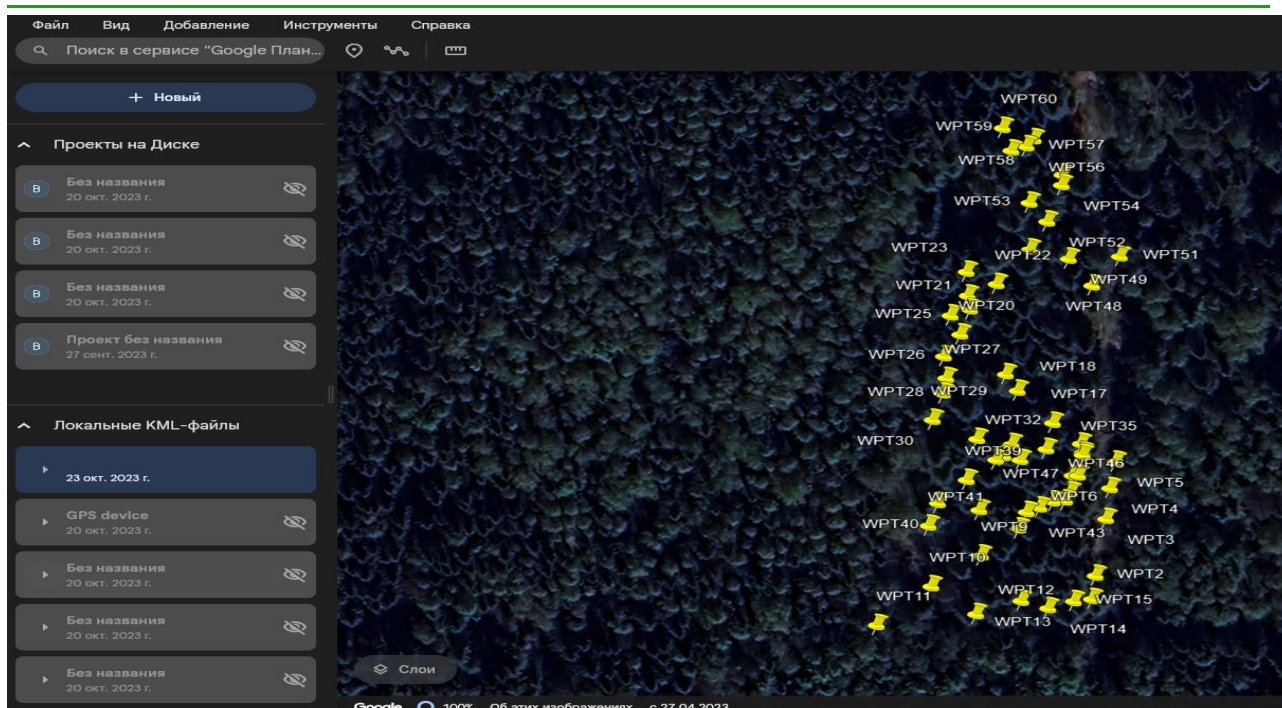 Файл Вид Добавление Инструменты Справка
Поиск в сервисе "Google План...
Новый
Проекты на Диске
В Без названия
20 окт. 2023 г.
В Без названия
20 окт. 2023 г.
В Без названия
20 окт. 2023 г.
В Проект без названия
27 сент. 2023 г.
Локальные KML-файлы
23 окт. 2023 г.
GPS device
20 окт. 2023 г.
Без названия
20 окт. 2023 г.
Без названия
20 окт. 2023 г.
Без названия
20 окт. 2023 г.
WPT60
WPT59
WPT57
WPT58
WPT56
WPT53
WPT54
WPT23
WPT52
WPT22
WPT51
WPT21
WPT49
WPT25
WPT20
WPT48
WPT26
WPT27
WPT18
WPT28
WPT29
WPT17
WPT32
WPT35
WPT30
WPT39
WPT46
WPT47
WPT5
WPT41
WPT6
WPT4
WPT40
WPT9
WPT43
WPT3
WPT10
WPT2
WPT11
WPT12
WPT15
WPT13
WPT14
Слои
Google 100% Об этих изображениях с 27.04.2023